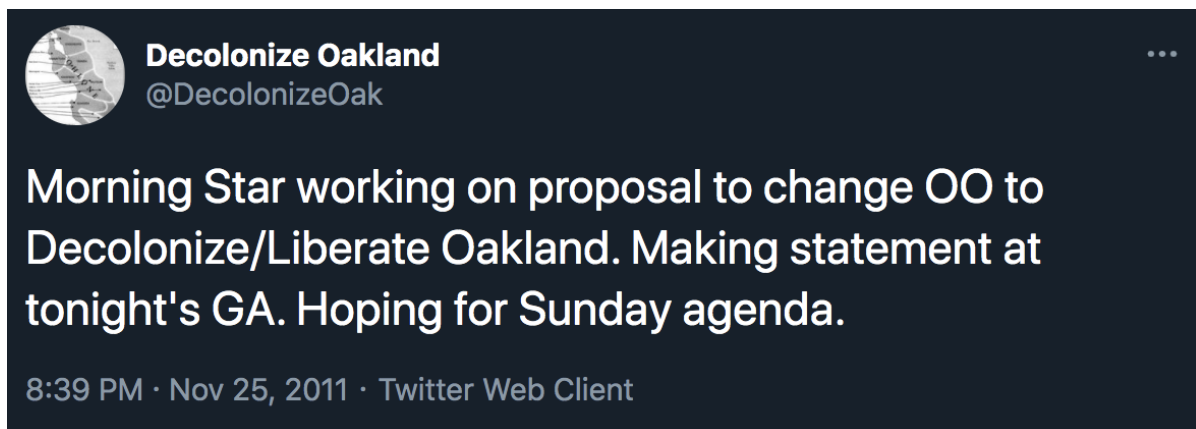 Decolonize Oakland
@DecolonizeOak
Morning Star working on proposal to change OO to
Decolonize/Liberate Oakland. Making statement at
tonight's GA. Hoping for Sunday agenda.
8:39 PM · Nov 25, 2011 · Twitter Web Client